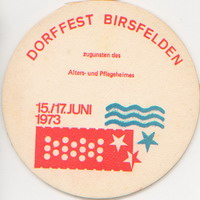 DORFFEST BIRSFELDEN
zugunsten des
Alters- und Pflegeheimes
15./17. JUNI
1973